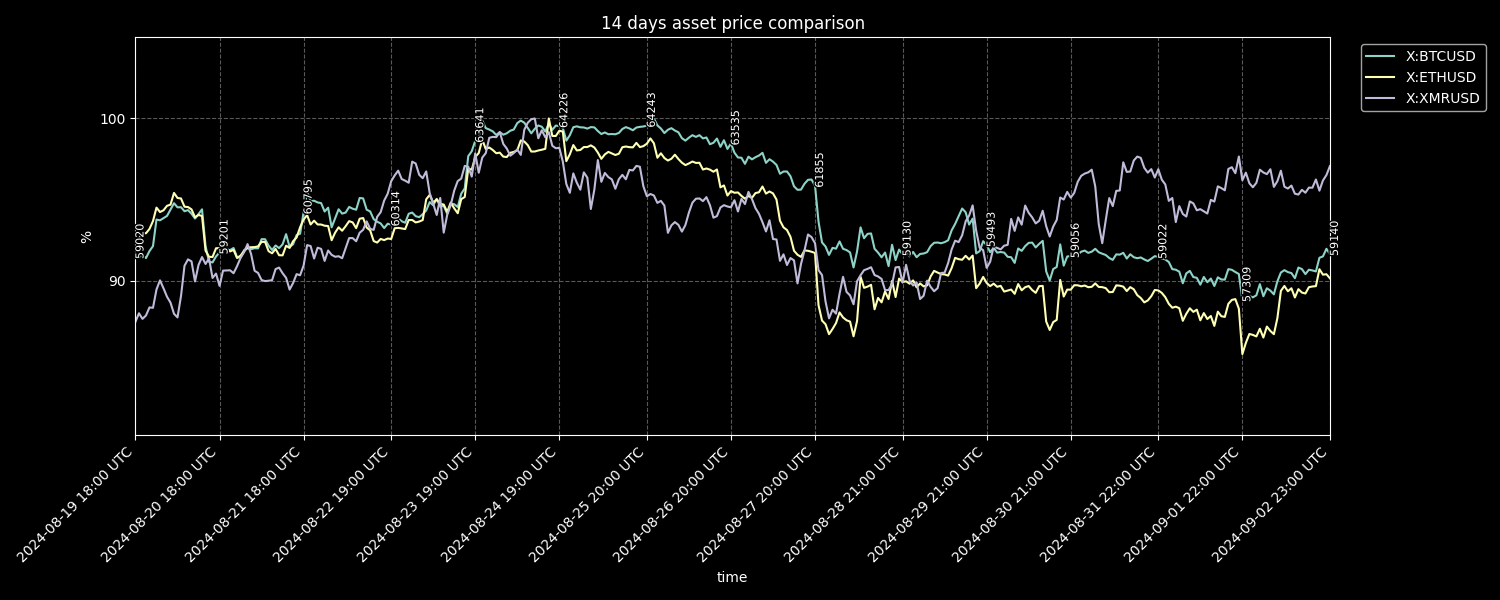 14 days asset price comparison
X:BTCUSD
X:ETHUSD
X:XMRUSD
100
90
%
59020
59201
60795
60314
63641
64226
64243
63535
61855
59130
59493
59056
59022
57309
59140
2024-08-19 18:00 UTC
2024-08-20 18:00 UTC
2024-08-21 18:00 UTC
2024-08-22 19:00 UTC
2024-08-23 19:00 UTC
2024-08-24 19:00 UTC
2024-08-25 20:00 UTC
2024-08-26 20:00 UTC
2024-08-27 20:00 UTC
2024-08-28 21:00 UTC
2024-08-29 21:00 UTC
2024-08-30 21:00 UTC
2024-08-31 22:00 UTC
2024-09-01 22:00 UTC
2024-09-02 23:00 UTC
time